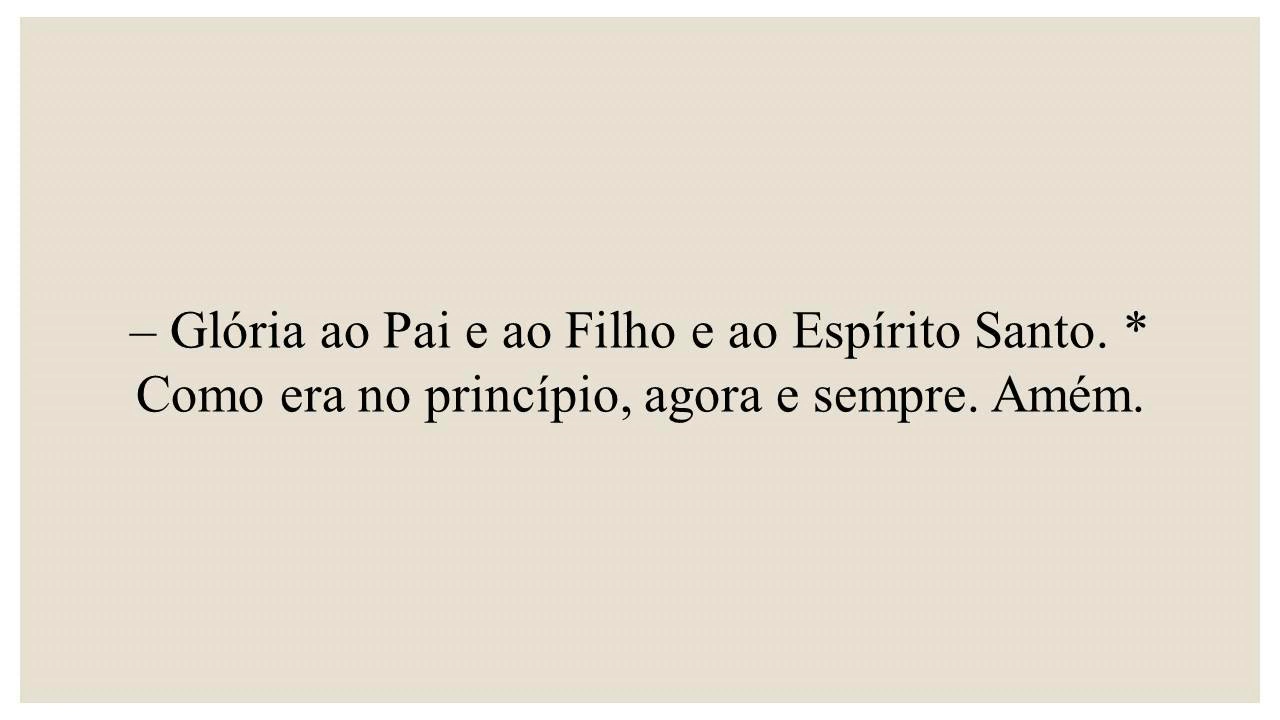 – Glória ao Pai e ao Filho e ao Espírito Santo. *
Como era no princípio, agora e sempre. Amém.